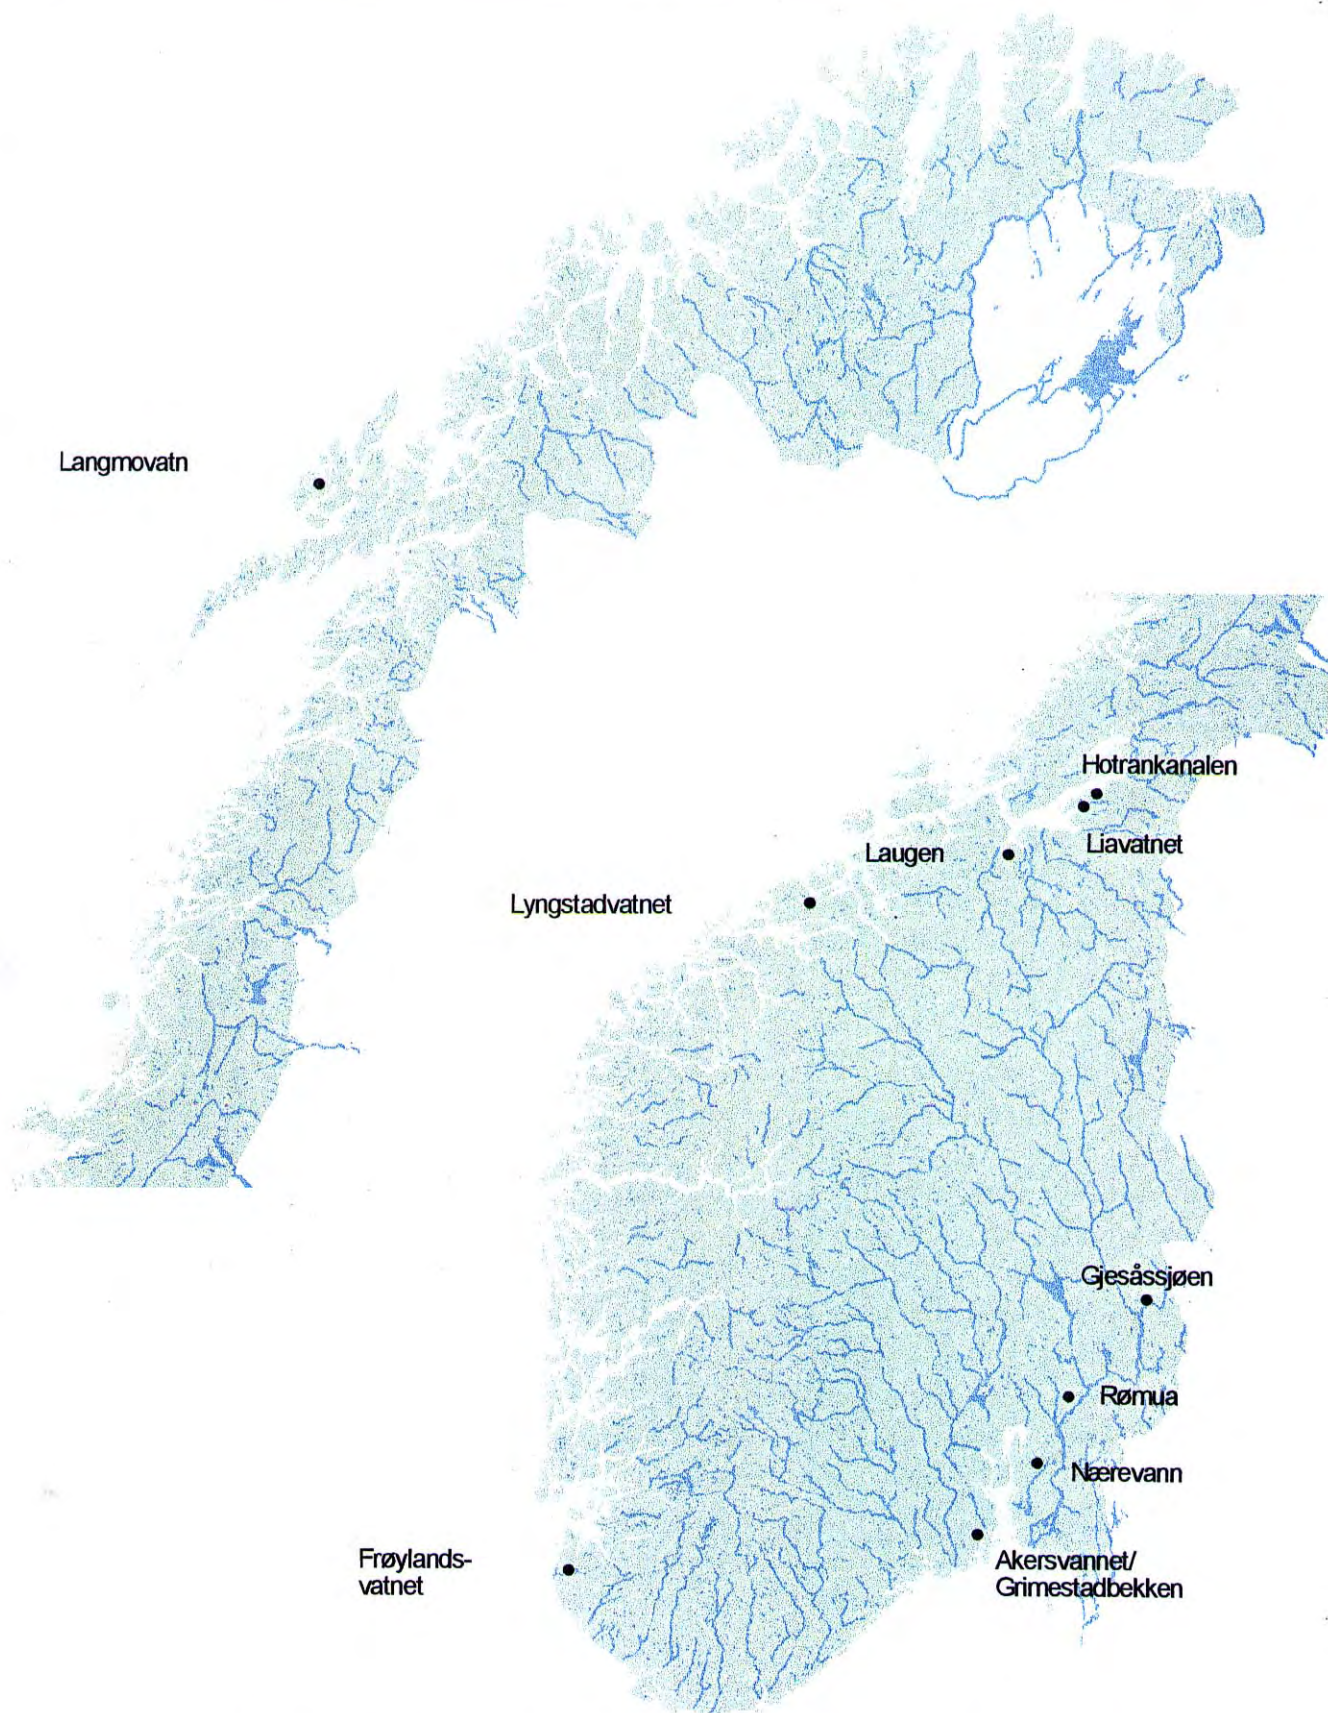 Langmovatn
Hotrankanalen
Laugen
Liavatnet
Lyngstadvatnet
Gjesåssjøen
Rømua
Nærevann
Frøylands-
vatnet
Akersvannet/
Grimestadbekken